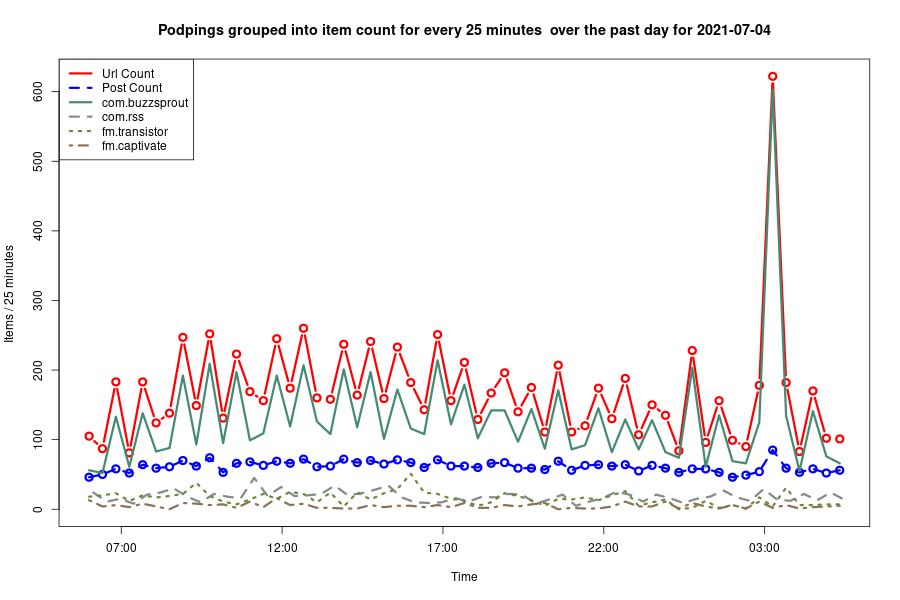 Podpings grouped into item count for every 25 minutes  over the past day for 2021-07-04
Url Count
Post Count
com.buzzsprout
com.rss
fm.transistor
fm.captivate
Items / 25 minutes
600
500
400
300
200
100
0
07:00 12:00 17:00 22:00 03:00
Time